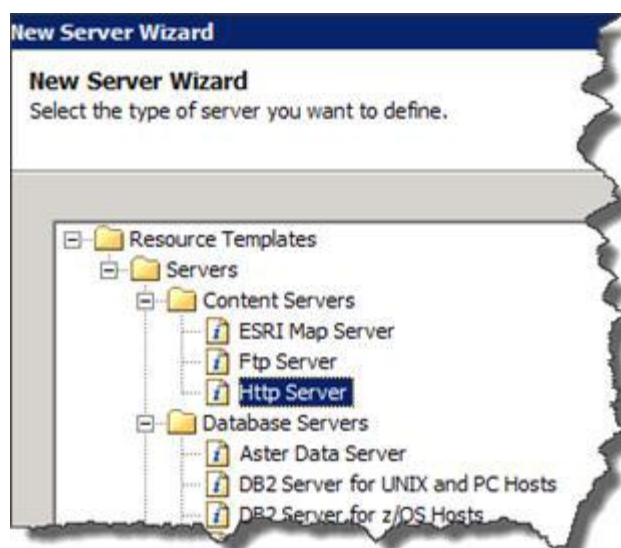 New Server Wizard
New Server Wizard
Select the type of server you want to define.
Resource Templates
Servers
Content Servers
ESRI Map Server
Ftp Server
Http Server
Database Servers
Aster Data Server
DB2 Server for UNIX and PC Hosts
DB2 Server for z/OS Hosts